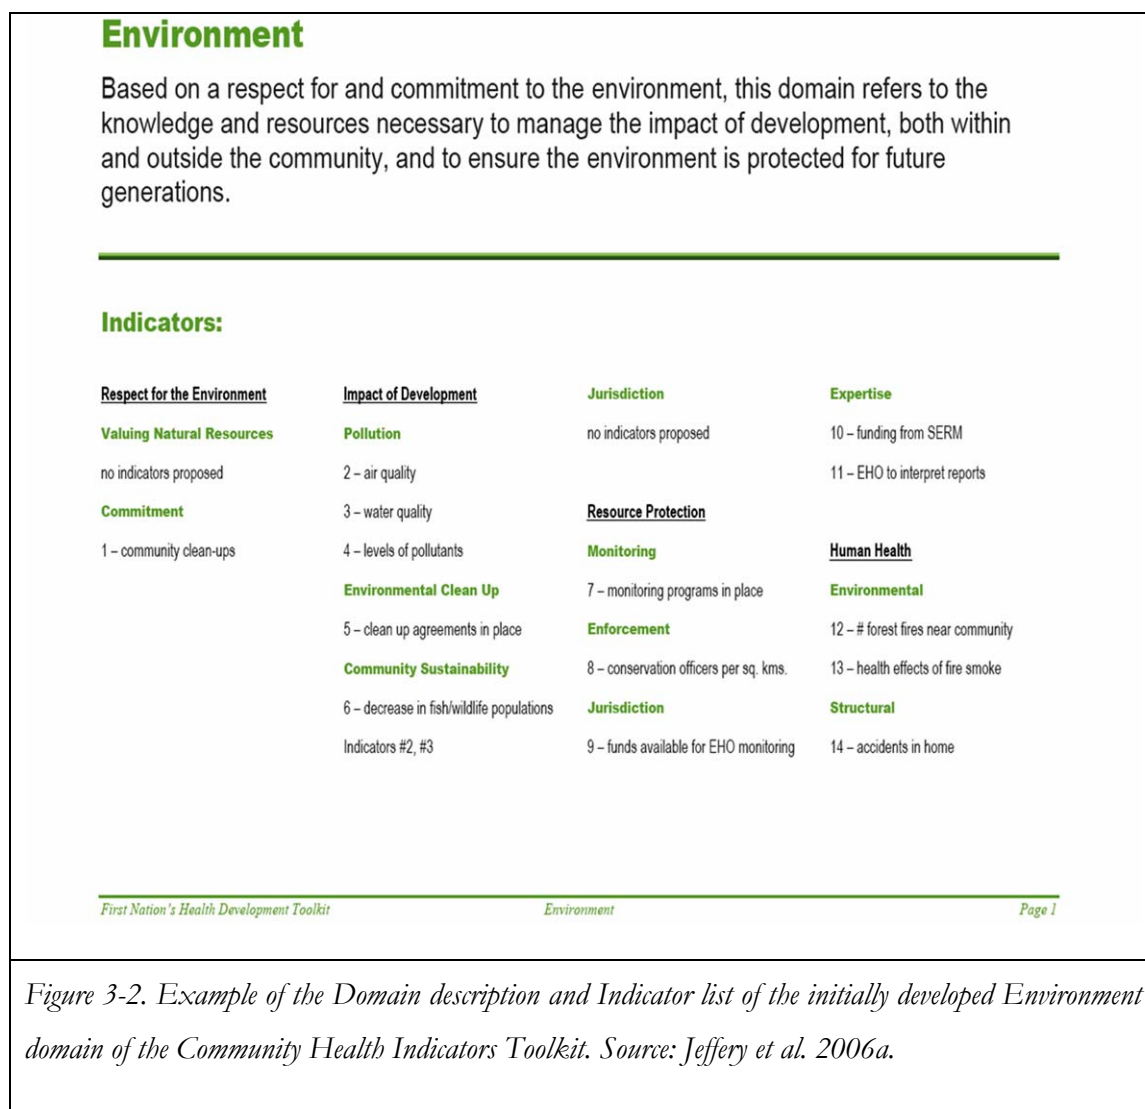 Environment
Based on a respect for and commitment to the environment, this domain refers to the
knowledge and resources necessary to manage the impact of development, both within
and outside the community, and to ensure the environment is protected for future
generations.
Indicators:
Respect for the Environment
Valuing Natural Resources
no indicators proposed
Commitment
1 – community clean-ups
Impact of Development
Pollution
2 – air quality
3 – water quality
4 – levels of pollutants
Environmental Clean Up
5 – clean up agreements in place
Community Sustainability
6 – decrease in fish/wildlife populations
Indicators #2, #3
Jurisdiction
no indicators proposed
Resource Protection
Monitoring
7 – monitoring programs in place
Enforcement
8 – conservation officers per sq. kms.
Jurisdiction
9 – funds available for EHO monitoring
Expertise
10 – funding from SERM
11 – EHO to interpret reports
Human Health
Environmental
12 – # forest fires near community
13 – health effects of fire smoke
Structural
14 – accidents in home
First Nation's Health Development Toolkit Environment Page 1
Figure 3-2. Example of the Domain description and Indicator list of the initially developed Environment
domain of the Community Health Indicators Toolkit. Source: Jeffery et al. 2006a.